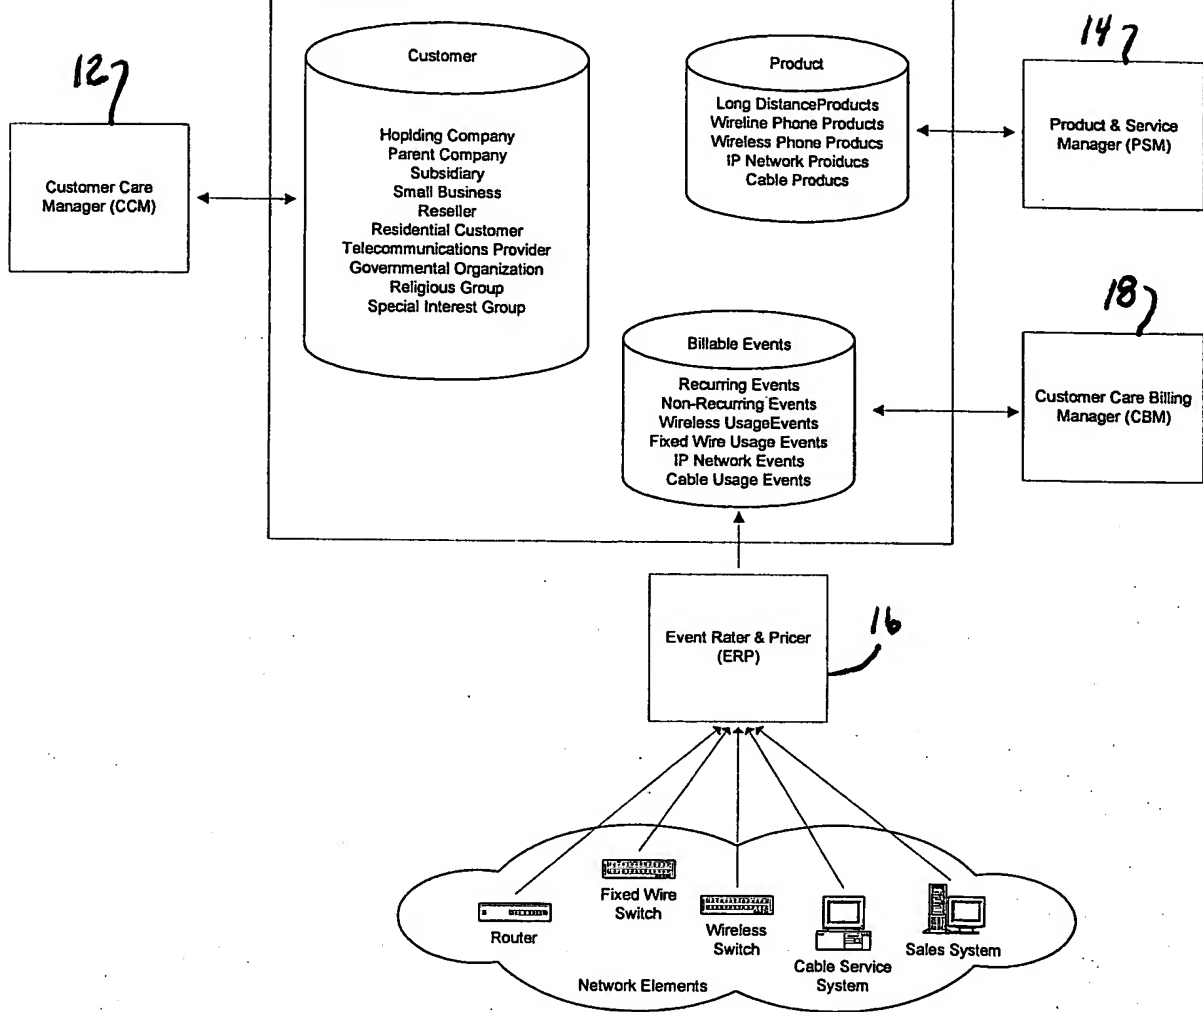 12
Customer Care
Manager (CCM)
Customer
Hoplding Company
Parent Company
Subsidiary
Small Business
Reseller
Residential Customer
Telecommunications Provider
Governmental Organization
Religious Group
Special Interest Group
Product
Long DistanceProducts
Wireline Phone Products
Wireless Phone Producs
IP Network Proiducs
Cable Producs
14
Product & Service
Manager (PSM)
Billable Events
Recurring Events
Non-Recurring Events
Wireless UsageEvents
Fixed Wire Usage Events
IP Network Events
Cable Usage Events
18
Customer Care Billing
Manager (CBM)
Event Rater & Pricer
(ERP)
16
Router
Fixed Wire
Switch
Wireless
Switch
Cable Service
System
Sales System
Network Elements